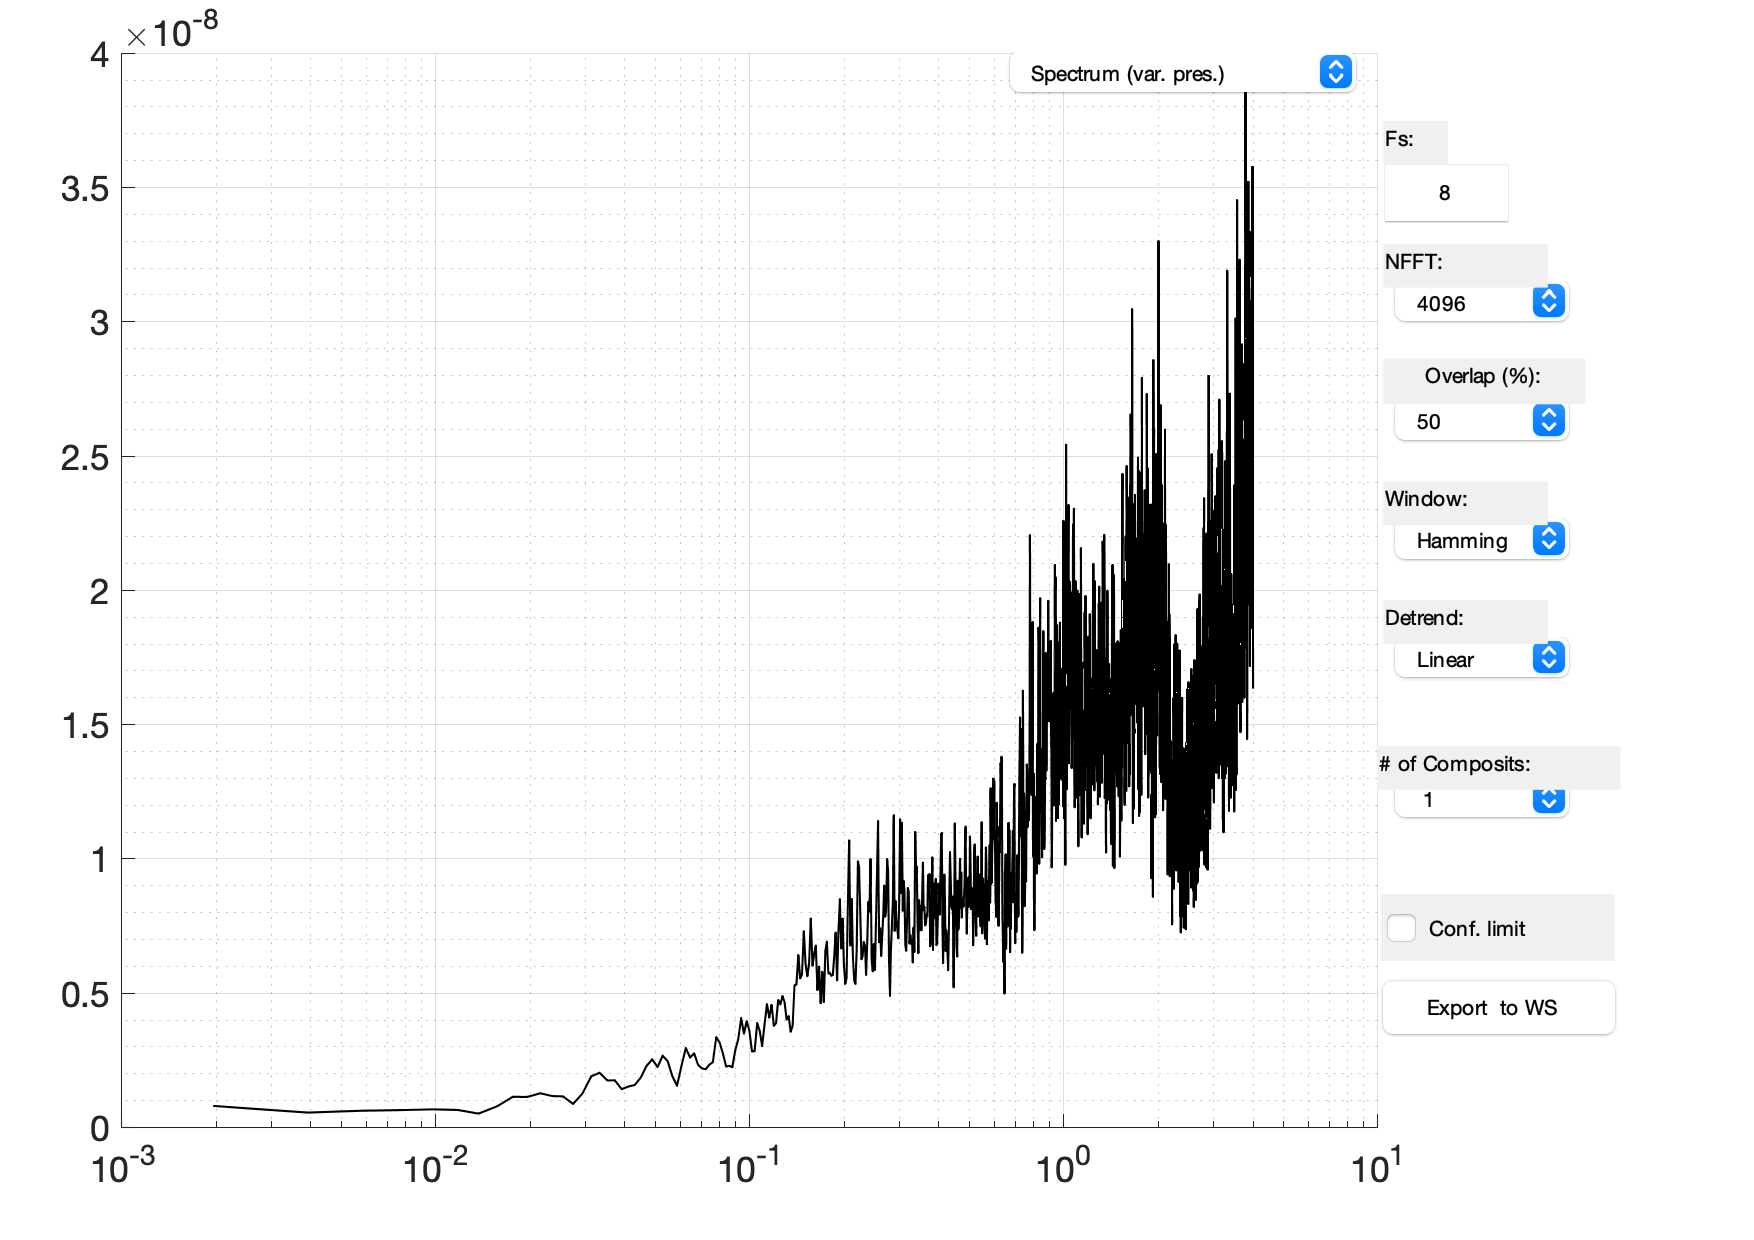 ×10-8
4
3.5
3
2.5
2
1.5
1
0.5
0
10-3 10-2 10-1 100 101
Spectrum (var. pres.)
Fs:
8
NFFT:
4096
Overlap (%):
50
Window:
Hamming
Detrend:
Linear
# of Composits:
1
Conf. limit
Export to WS